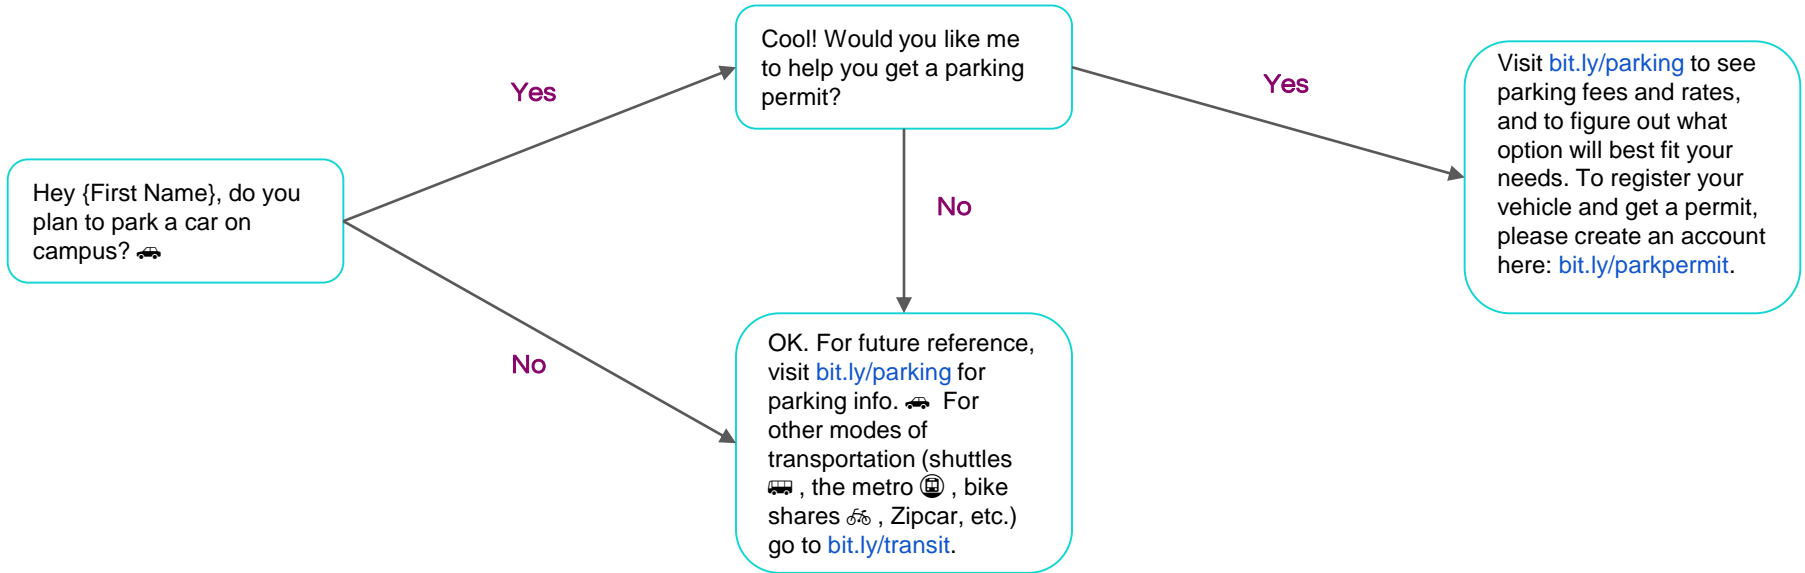 Hey {First Name}, do you
plan to park a car on
campus? 🚗
Yes
No
Cool! Would you like me
to help you get a parking
permit?
Yes
No
Visit bit.ly/parking to see
parking fees and rates,
and to figure out what
option will best fit your
needs. To register your
vehicle and get a permit,
please create an account
here: bit.ly/parkpermit.
OK. For future reference,
visit bit.ly/parking for
parking info. 🚗 For
other modes of
transportation (shuttles
🚌 , the metro 🚇 , bike
shares 🚲 , Zipcar, etc.)
go to bit.ly/transit.